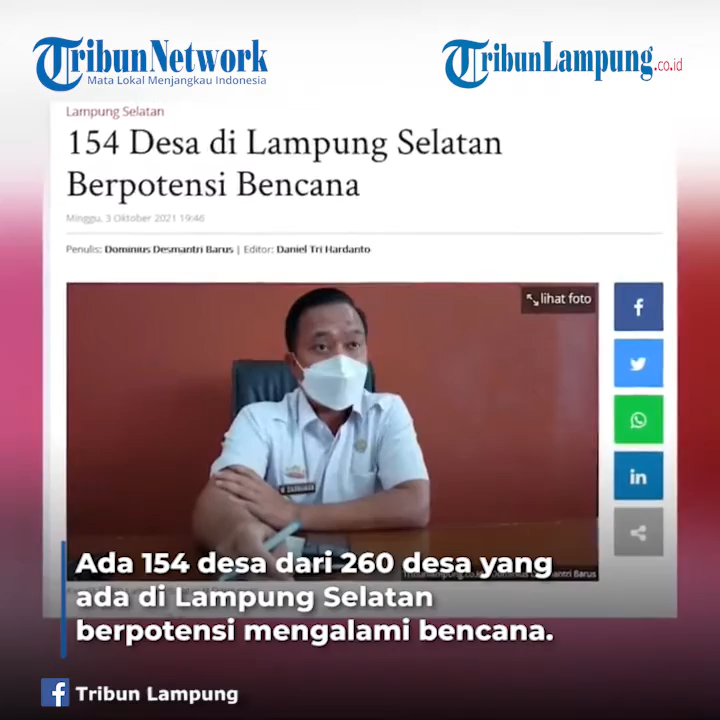 Tribun Network
Mata Lokal Menjangkau Indonesia
TribunLampung.co.id
Lampung Selatan
154 Desa di Lampung Selatan
Berpotensi Bencana
Minggu, 3 Oktober 2021 19:46
Penulis: Dominius Desmantri Barus | Editor: Daniel Tri Hardanto
lihat foto
Ada 154 desa dari 260 desa yang
ada di Lampung Selatan
berpotensi mengalami bencana.
Tribun Lampung